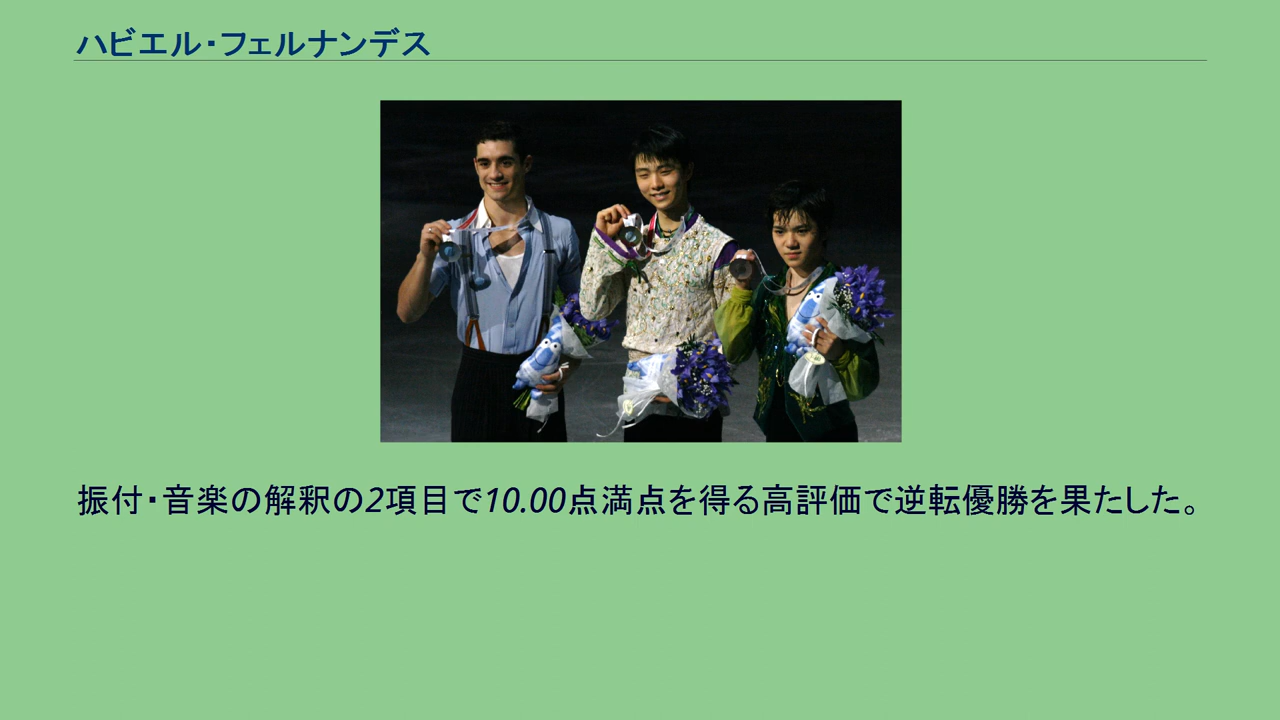 ハビエル・フェルナンデス
振付・音楽の解釈の2項目で10.00点満点を得る高評価で逆転優勝を果たした。